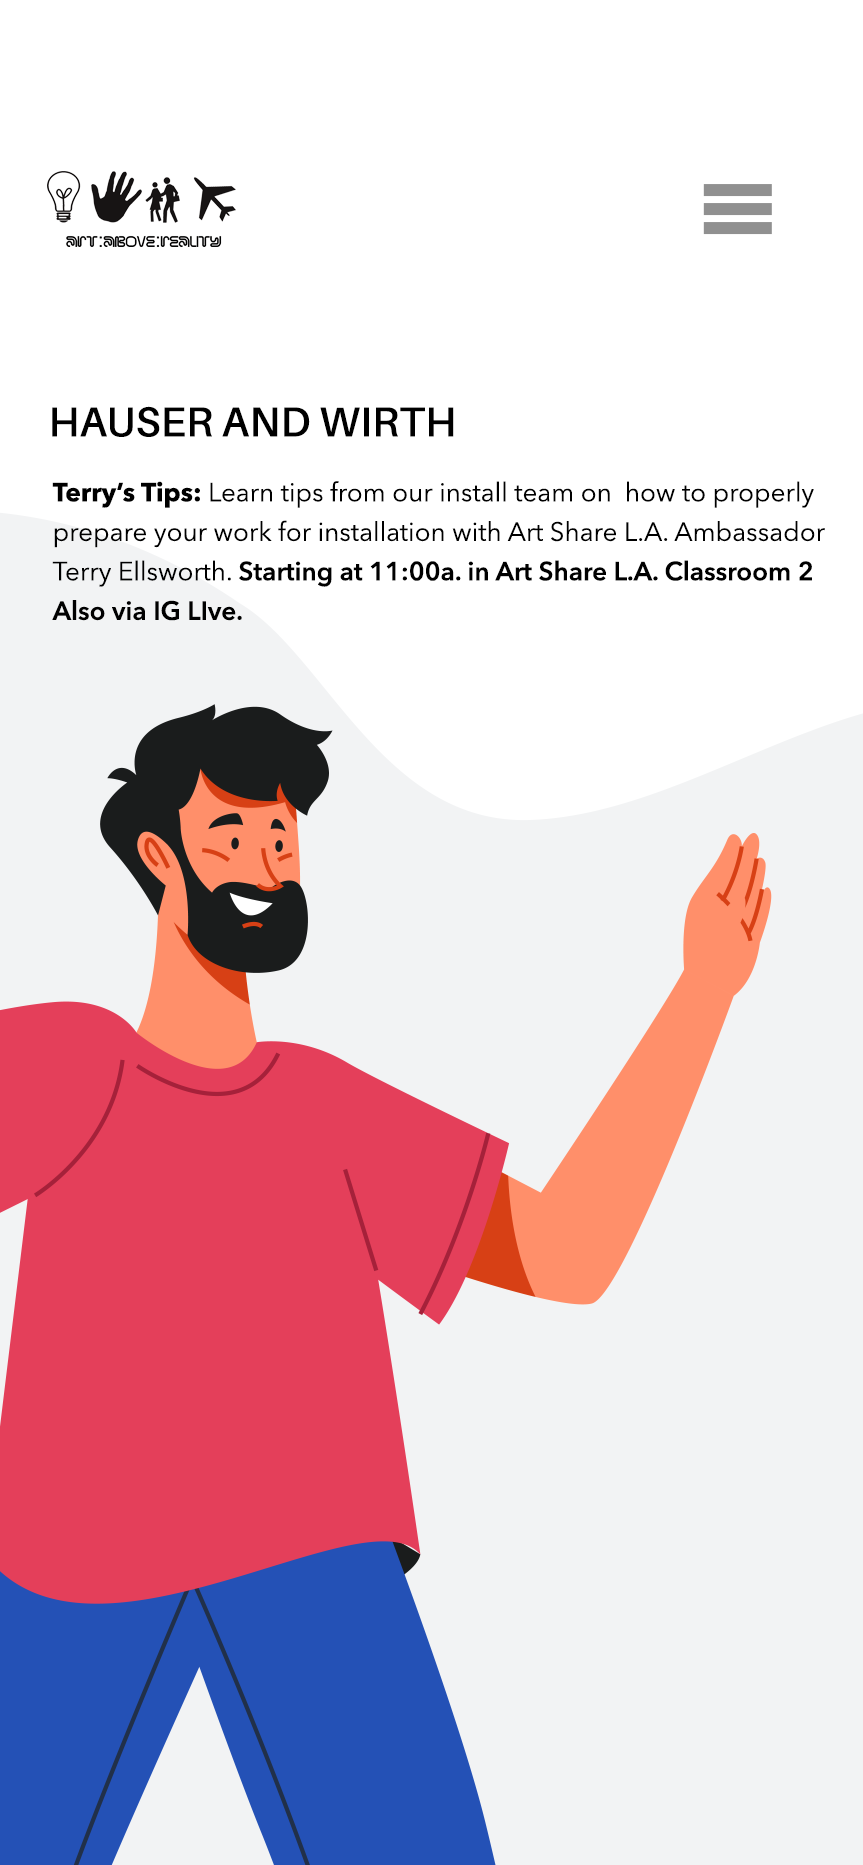 ART:ABOVE:REALITY
HAUSER AND WIRTH
Terry’s Tips: Learn tips from our install team on  how to properly
prepare your work for installation with Art Share L.A. Ambassador
Terry Ellsworth. Starting at 11:00a. in Art Share L.A. Classroom 2
Also via IG LIve.